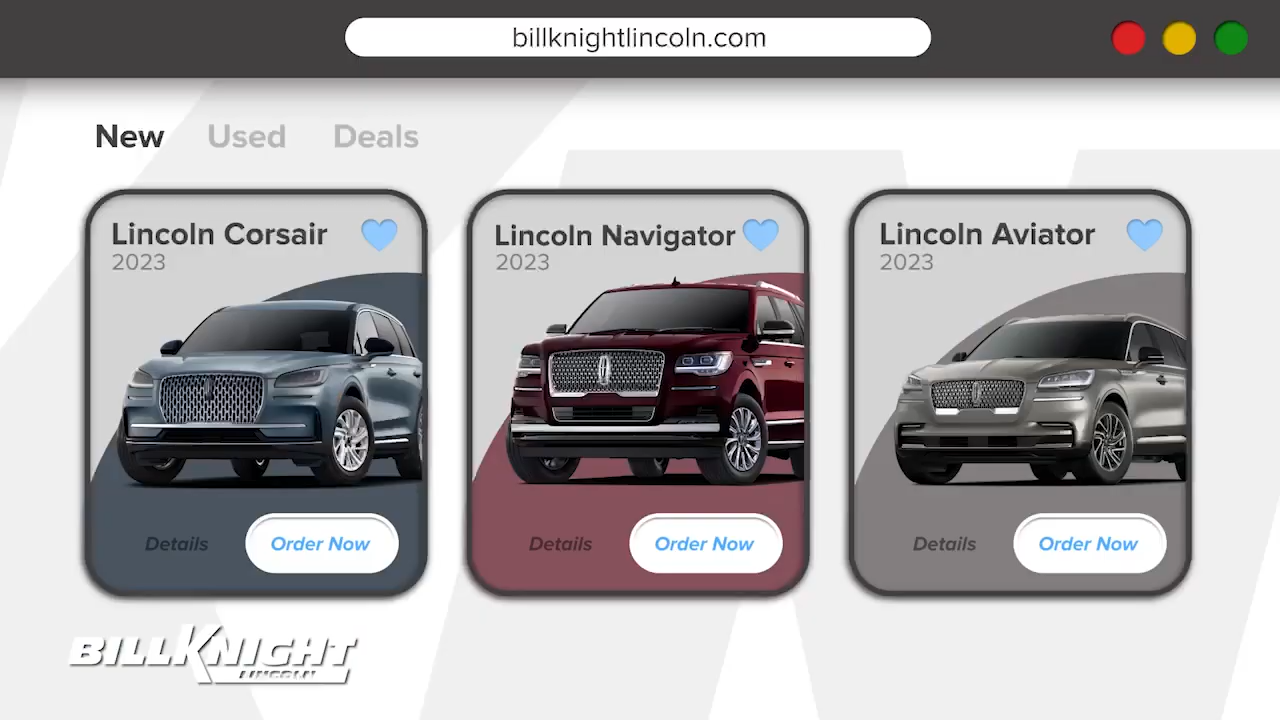 billknightlincoln.com
New Used Deals
Lincoln Corsair
2023
Lincoln Navigator
2023
Lincoln Aviator
2023
Details Order Now
Details Order Now
Details Order Now
BILL KNIGHT
LINCOLN